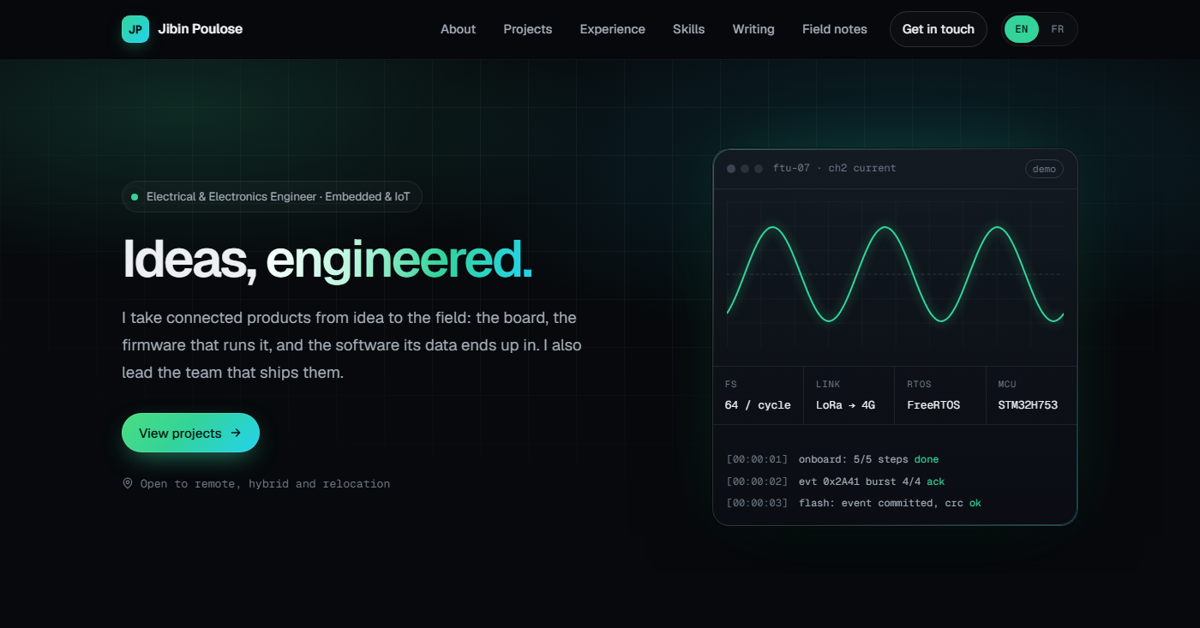 JP Jibin Poulose About Projects Experience Skills Writing Field notes Get in touch EN FR
Electrical & Electronics Engineer · Embedded & IoT
Ideas, engineered.
I take connected products from idea to the field: the board, the
firmware that runs it, and the software its data ends up in. I also
lead the team that ships them.
View projects →
Open to remote, hybrid and relocation
ftu-07 · ch2 current demo
FS LINK RTOS MCU
64 / cycle LoRa → 4G FreeRTOS STM32H753
[00:00:01] onboard: 5/5 steps done
[00:00:02] evt 0x2A41 burst 4/4 ack
[00:00:03] flash: event committed, crc ok